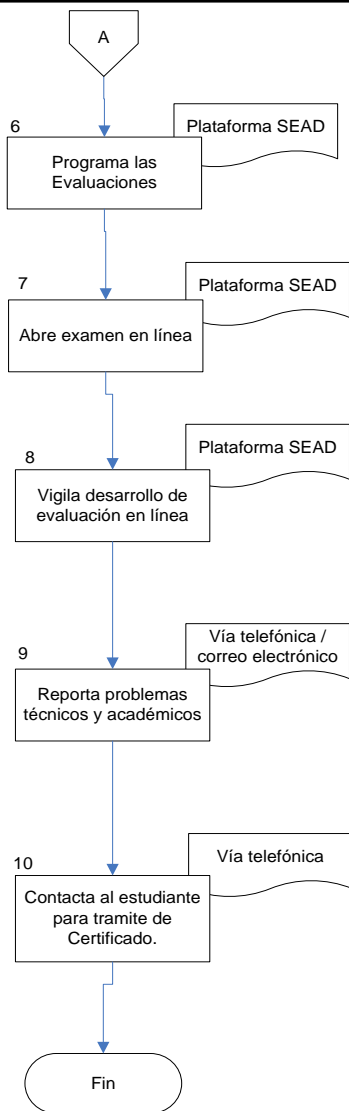 A
6
Plataforma SEAD
Programa las
Evaluaciones
7
Plataforma SEAD
Abre examen en línea
8
Plataforma SEAD
Vigila desarrollo de
evaluación en línea
9
Vía telefónica /
correo electrónico
Reporta problemas
técnicos y académicos
10
Vía telefónica
Contacta al estudiante
para tramite de
Certificado.
Fin